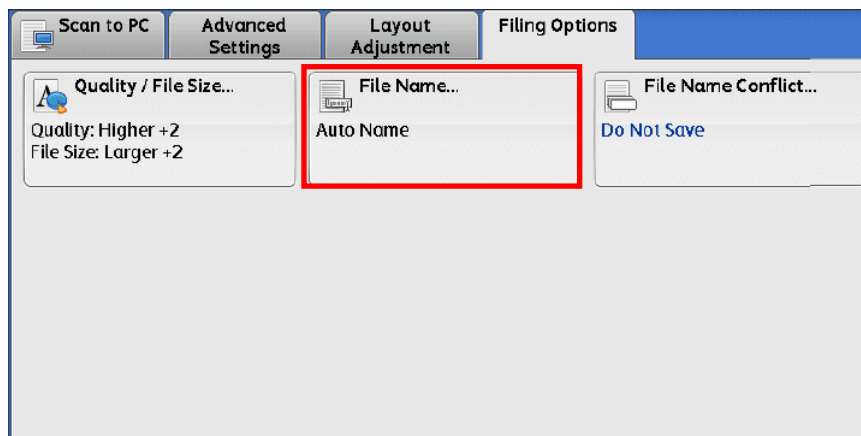 Scan to PC
Advanced
Settings
Layout
Adjustment
Filing Options
Quality / File Size...
Quality: Higher +2
File Size: Larger +2
File Name...
Auto Name
File Name Conflict...
Do Not Save